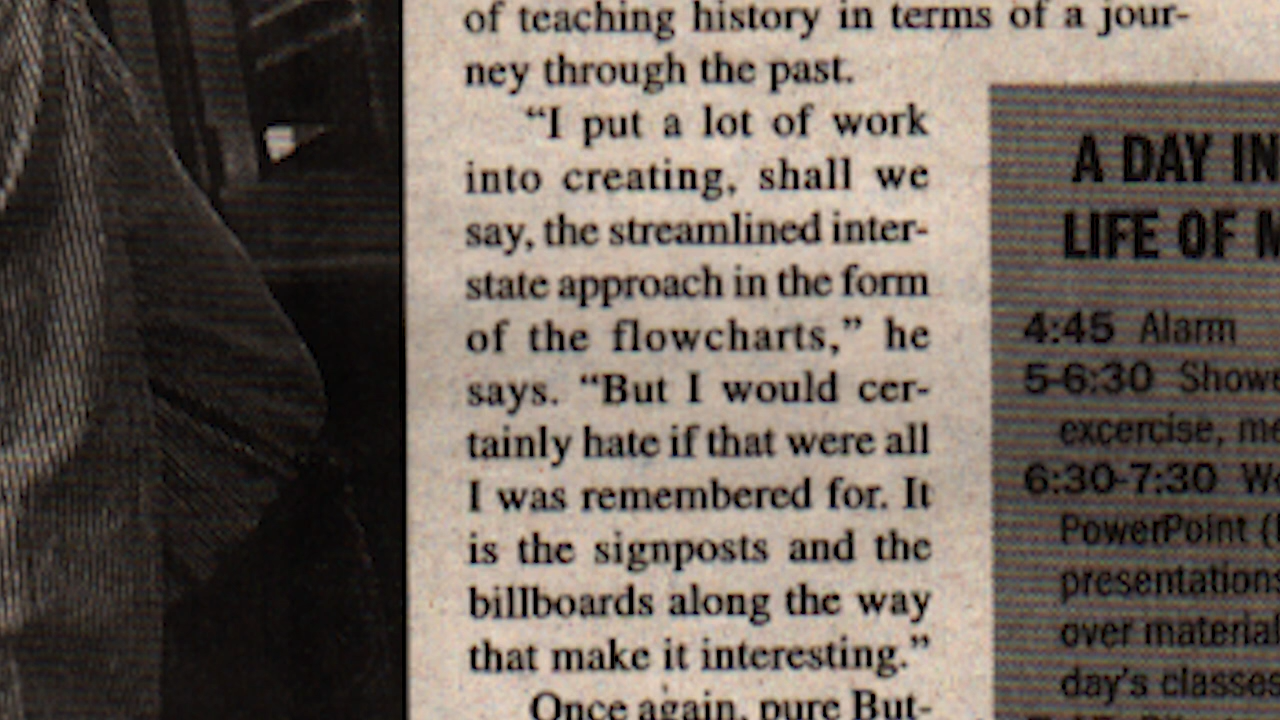 of teaching history in terms of a jour-
ney through the past.
“I put a lot of work
into creating, shall we
say, the streamlined inter-
state approach in the form
of the flowcharts,” he
says. “But I would cer-
tainly hate if that were all
I was remembered for. It
is the signposts and the
billboards along the way
that make it interesting.”
Once again, pure But-
A DAY IN
LIFE OF
4:45 Alarm
5-6:30
excercise,
6:30-7:30
PowerPoint
presentations
over material
day's classes